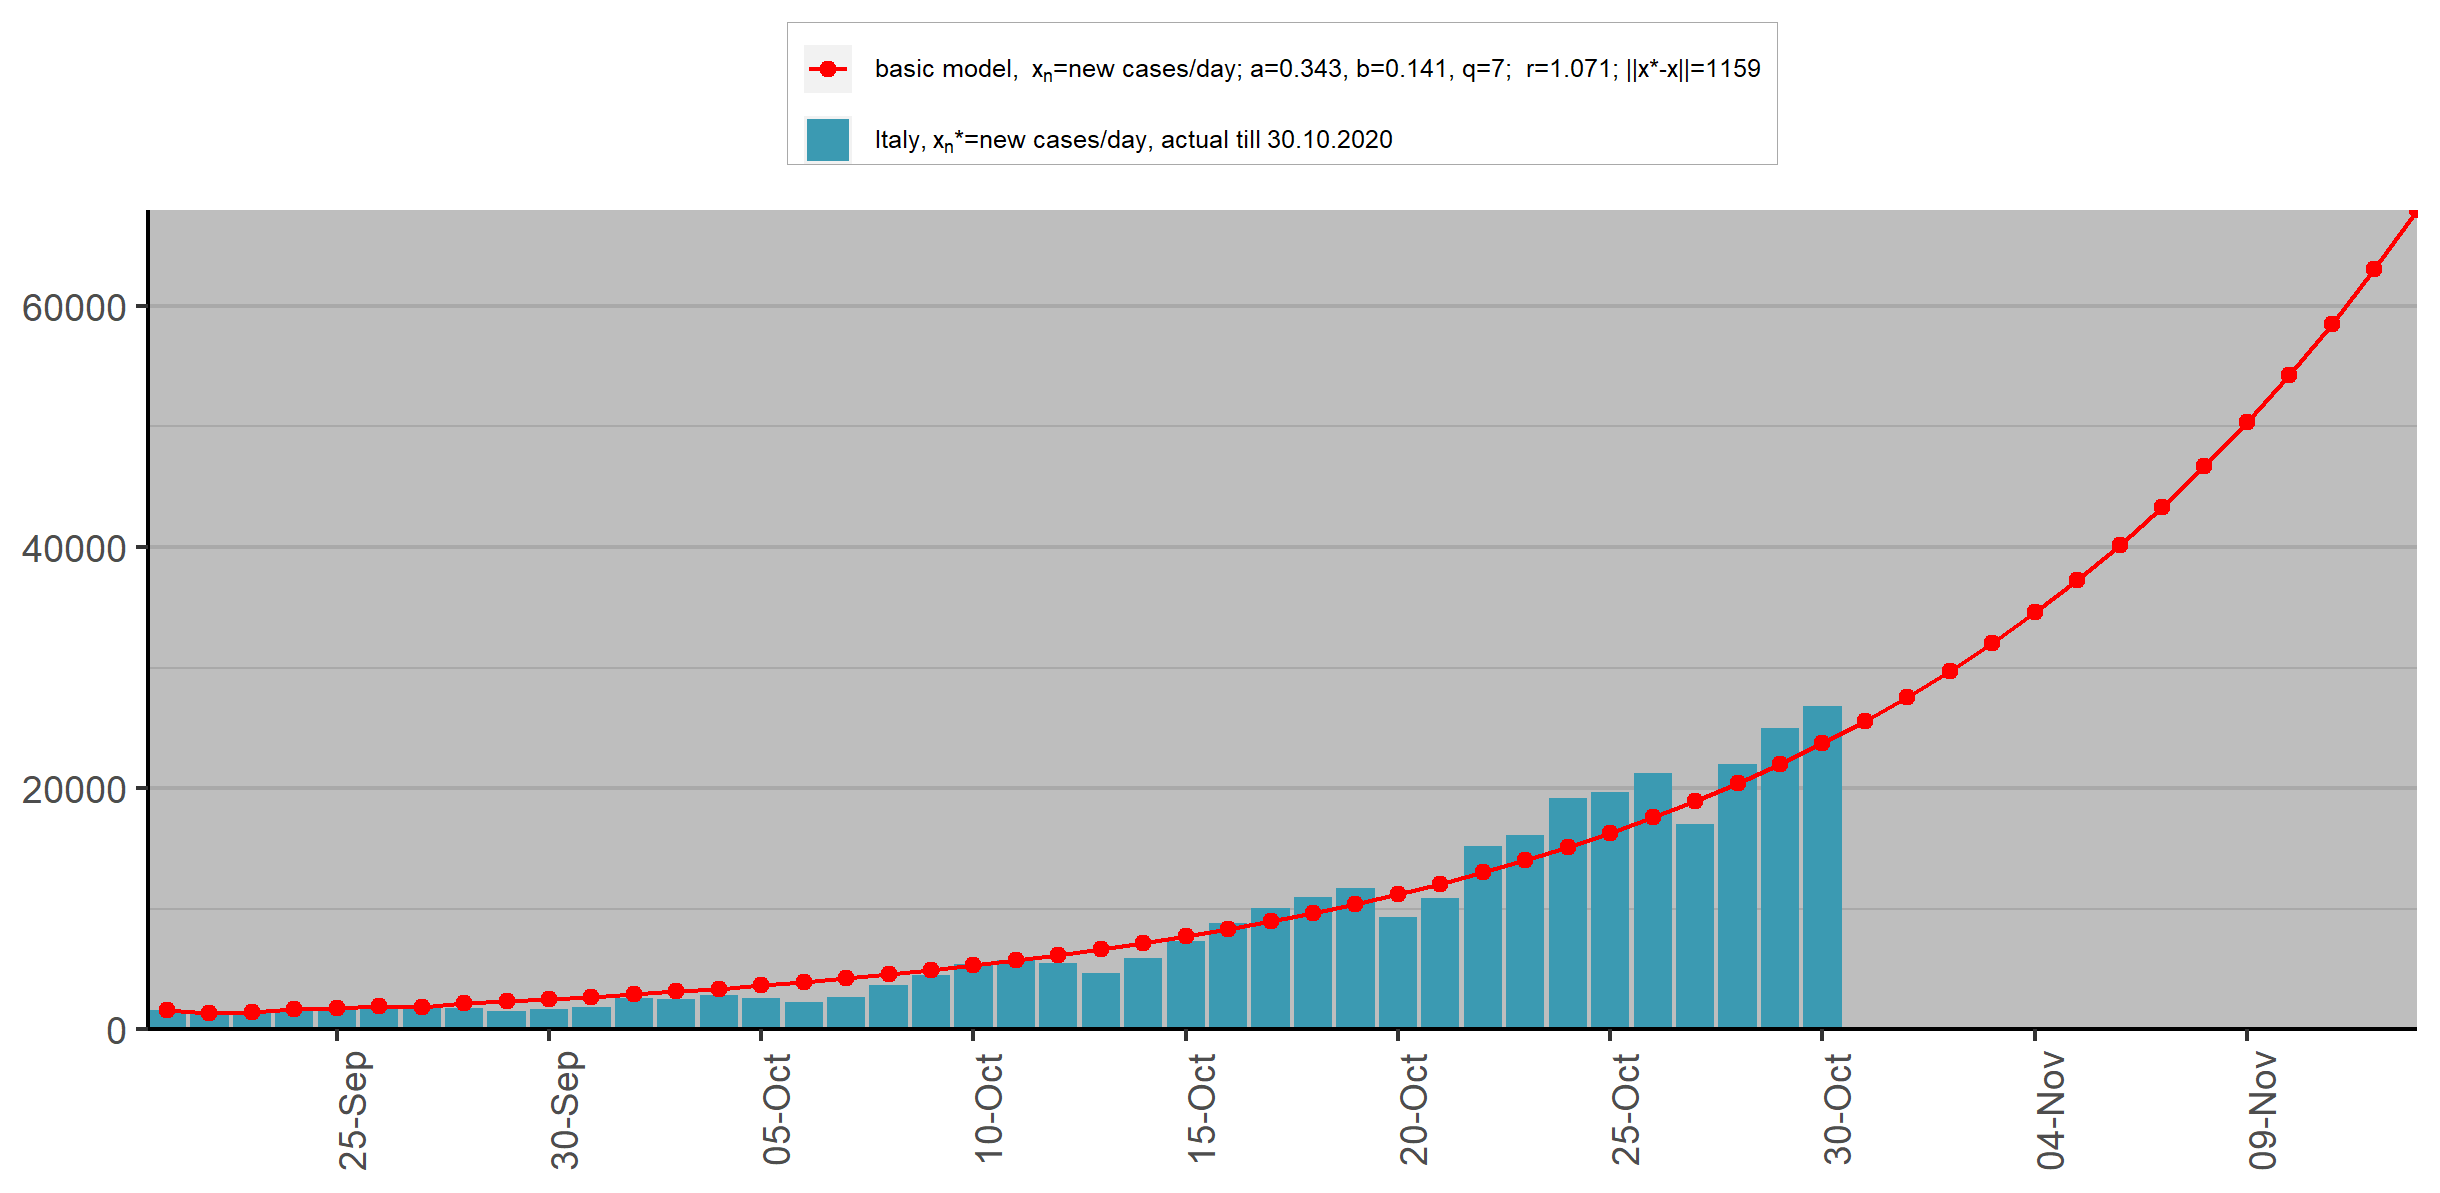 basic model, xₙ=new cases/day; a=0.343, b=0.141, q=7; r=1.071; ||x*-x||=1159
Italy, xₙ*=new cases/day, actual till 30.10.2020
60000
40000
20000
0
25-Sep
30-Sep
05-Oct
10-Oct
15-Oct
20-Oct
25-Oct
30-Oct
04-Nov
09-Nov